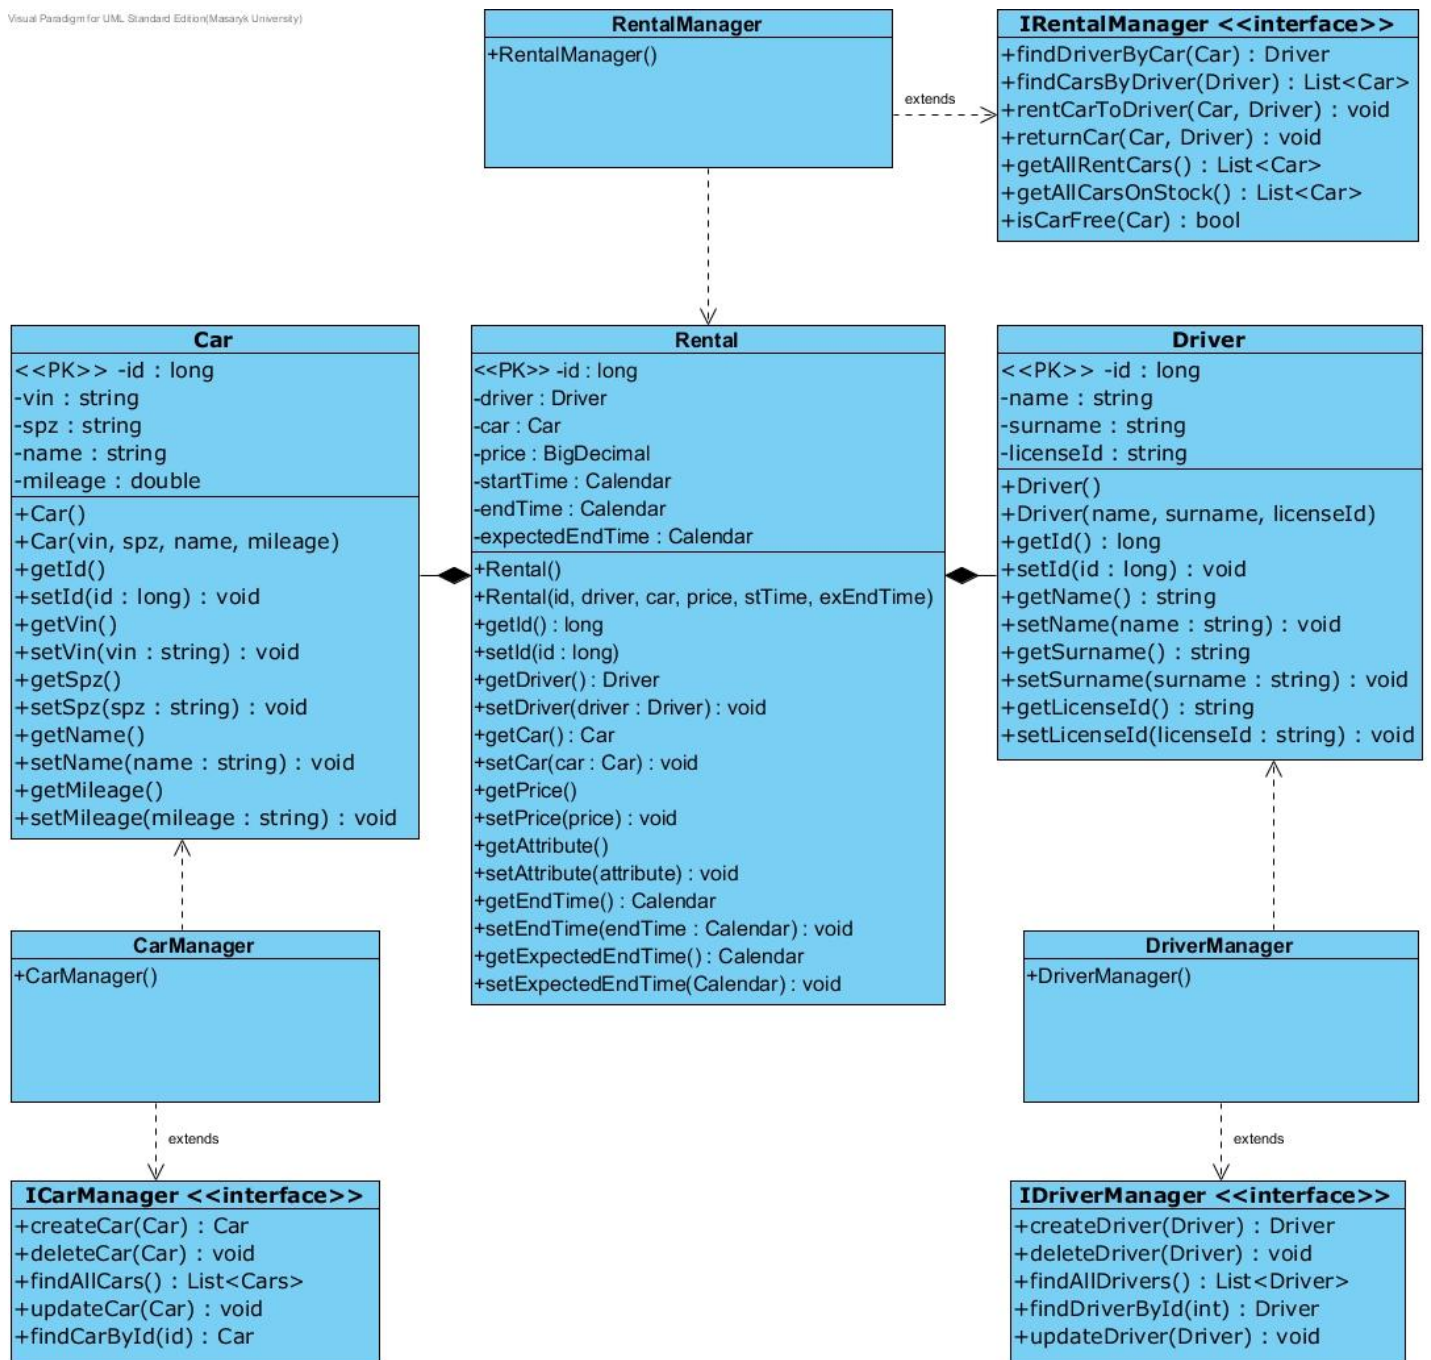 Visual Paradigm for UML Standard Edition(Masaryk University)
RentalManager
+RentalManager()
extends
IRentalManager <<interface>>
+findDriverByCar(Car) : Driver
+findCarsByDriver(Driver) : List<Car>
+rentCarToDriver(Car, Driver) : void
+returnCar(Car, Driver) : void
+getAllRentCars() : List<Car>
+getAllCarsOnStock() : List<Car>
+isCarFree(Car) : bool
Car
<<PK>> -id : long
-vin : string
-spz : string
-name : string
-mileage : double
+Car()
+Car(vin, spz, name, mileage)
+getId()
+setId(id : long) : void
+getVin()
+setVin(vin : string) : void
+getSpz()
+setSpz(spz : string) : void
+getName()
+setName(name : string) : void
+getMileage()
+setMileage(mileage : string) : void
Rental
<<PK>> -id : long
-driver : Driver
-car : Car
-price : BigDecimal
-startTime : Calendar
-endTime : Calendar
-expectedEndTime : Calendar
+Rental()
+Rental(id, driver, car, price, stTime, exEndTime)
+getId() : long
+setId(id : long)
+getDriver() : Driver
+setDriver(driver : Driver) : void
+getCar() : Car
+setCar(car : Car) : void
+getPrice()
+setPrice(price) : void
+getAttribute()
+setAttribute(attribute) : void
+getEndTime() : Calendar
+setEndTime(endTime : Calendar) : void
+getExpectedEndTime() : Calendar
+setExpectedEndTime(Calendar) : void
Driver
<<PK>> -id : long
-name : string
-surname : string
-licenseId : string
+Driver()
+Driver(name, surname, licenseId)
+getId() : long
+setId(id : long) : void
+getName() : string
+setName(name : string) : void
+getSurname() : string
+setSurname(surname : string) : void
+getLicenseId() : string
+setLicenseId(licenseId : string) : void
CarManager
+CarManager()
extends
ICarManager <<interface>>
+createCar(Car) : Car
+deleteCar(Car) : void
+findAllCars() : List<Cars>
+updateCar(Car) : void
+findCarById(id) : Car
DriverManager
+DriverManager()
extends
IDriverManager <<interface>>
+createDriver(Driver) : Driver
+deleteDriver(Driver) : void
+findAllDrivers() : List<Driver>
+findDriverById(int) : Driver
+updateDriver(Driver) : void